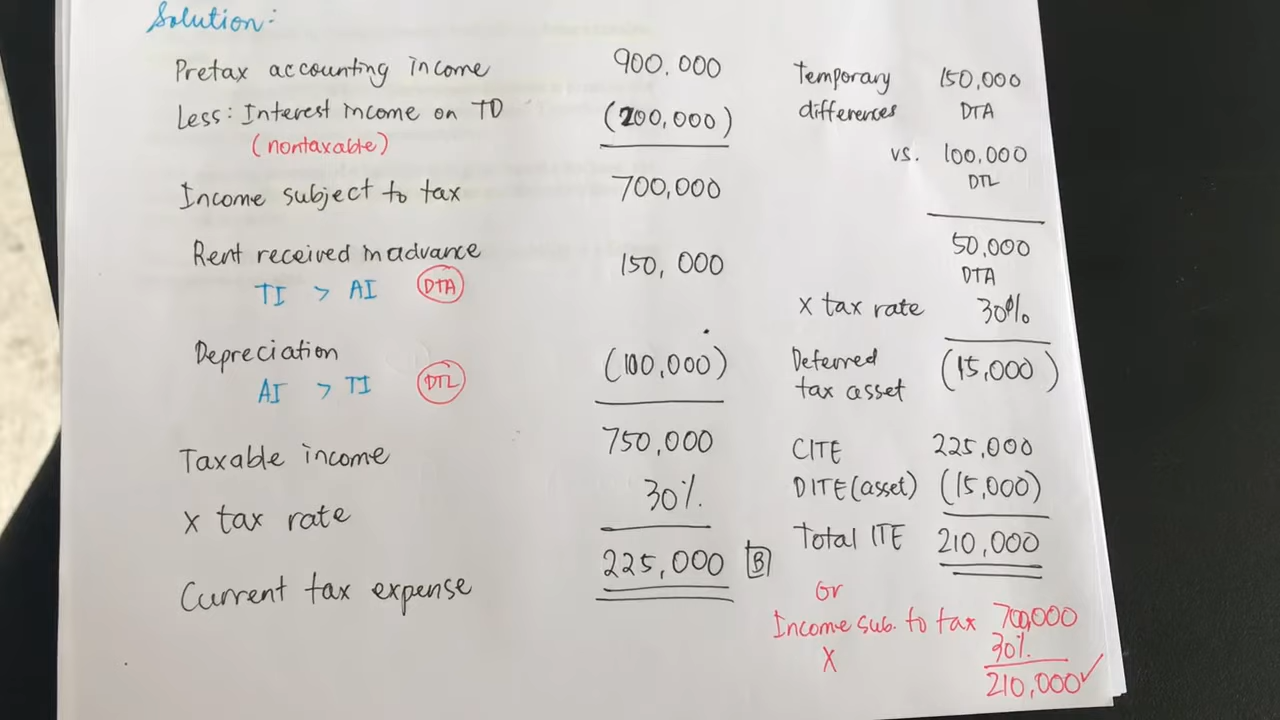 Solution:
Pretax accounting income 900,000
Less: Interest income on TD (200,000)
(nontaxable)
Income subject to tax 700,000
Rent received in advance 150,000
TI > AI DTA
Depreciation (100,000)
AI > TI DTL
Taxable income 750,000
X tax rate 30%
Current tax expense 225,000 B
Temporary 150,000
differences DTA
vs. 100,000
DTL
50,000
DTA
X tax rate 30%
Deferred (15,000)
tax asset
CITE 225,000
DITE (asset) (15,000)
Total ITE 210,000
or
Income sub. to tax 700,000
X 30%
210,000✓